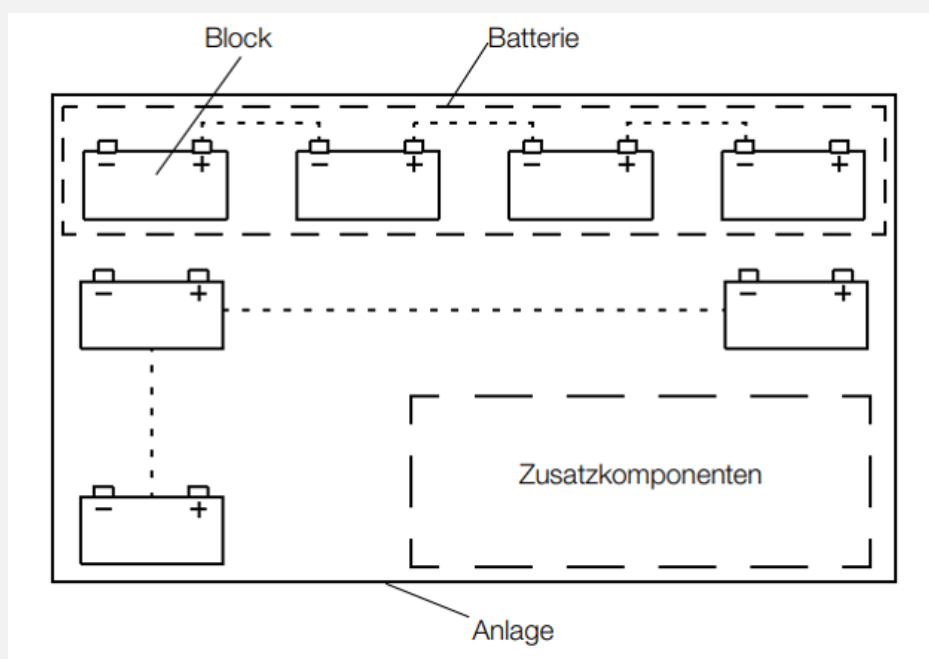 Block
Batterie
− + − + − + − +
− + − +
Zusatzkomponenten
− +
Anlage